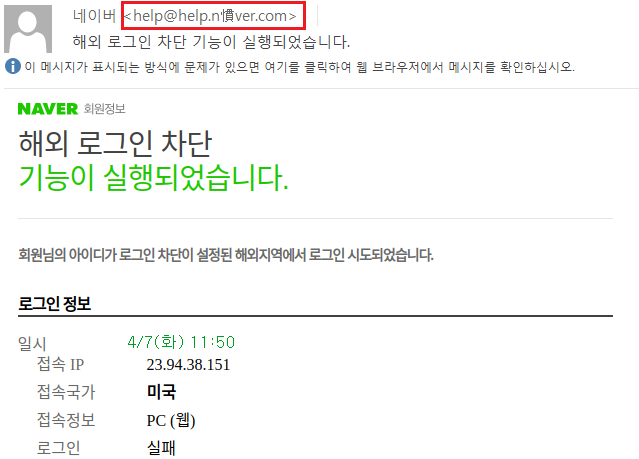 네이버 <help@help.n慣ver.com>
해외 로그인 차단 기능이 실행되었습니다.
이 메시지가 표시되는 방식에 문제가 있으면 여기를 클릭하여 웹 브라우저에서 메시지를 확인하십시오.
NAVER 회원정보
해외 로그인 차단
기능이 실행되었습니다.
회원님의 아이디가 로그인 차단이 설정된 해외지역에서 로그인 시도되었습니다.
로그인 정보
일시 4/7(화) 11:50
접속 IP 23.94.38.151
접속국가 미국
접속정보 PC (웹)
로그인 실패